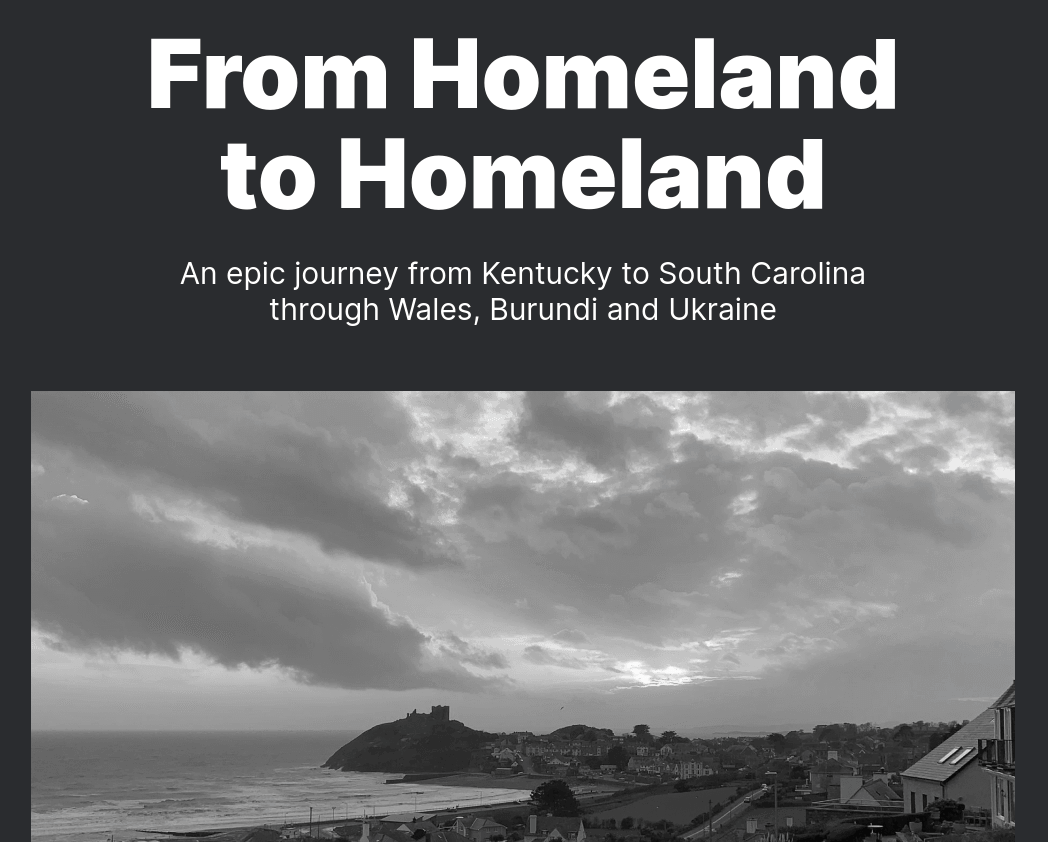 From Homeland
to Homeland
An epic journey from Kentucky to South Carolina
through Wales, Burundi and Ukraine